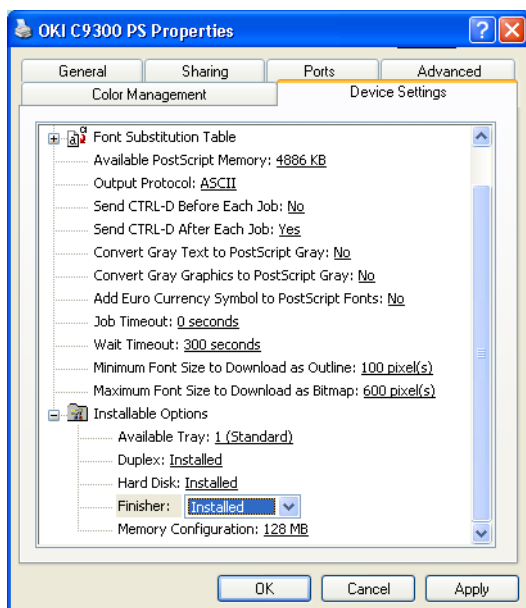 OKI C9300 PS Properties
General Sharing Ports Advanced
Color Management Device Settings
Font Substitution Table
Available PostScript Memory: 4886 KB
Output Protocol: ASCII
Send CTRL-D Before Each Job: No
Send CTRL-D After Each Job: Yes
Convert Gray Text to PostScript Gray: No
Convert Gray Graphics to PostScript Gray: No
Add Euro Currency Symbol to PostScript Fonts: No
Job Timeout: 0 seconds
Wait Timeout: 300 seconds
Minimum Font Size to Download as Outline: 100 pixel(s)
Maximum Font Size to Download as Bitmap: 600 pixel(s)
Installable Options
Available Tray: 1 (Standard)
Duplex: Installed
Hard Disk: Installed
Finisher: Installed
Memory Configuration: 128 MB
OK Cancel Apply